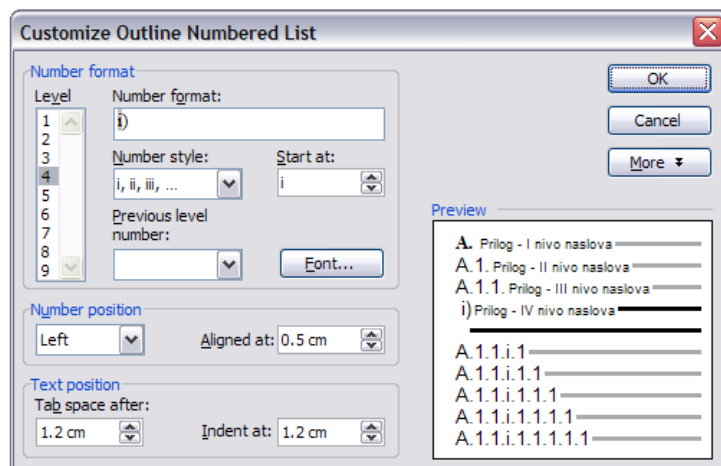 Customize Outline Numbered List
Number format
Level
Number format:
1
2
3
4
5
6
7
8
9
i)
Number style:
Start at:
i, ii, iii, ...
i
Previous level
number:
Font...
OK
Cancel
More
Preview
A. Prilog - I nivo naslova
A.1. Prilog - II nivo naslova
A.1.1. Prilog - III nivo naslova
i) Prilog - IV nivo naslova
A.1.1.i.1
A.1.1.i.1.1
A.1.1.i.1.1.1
A.1.1.i.1.1.1.1
A.1.1.i.1.1.1.1.1
Number position
Left
Aligned at: 0.5 cm
Text position
Tab space after:
1.2 cm
Indent at: 1.2 cm